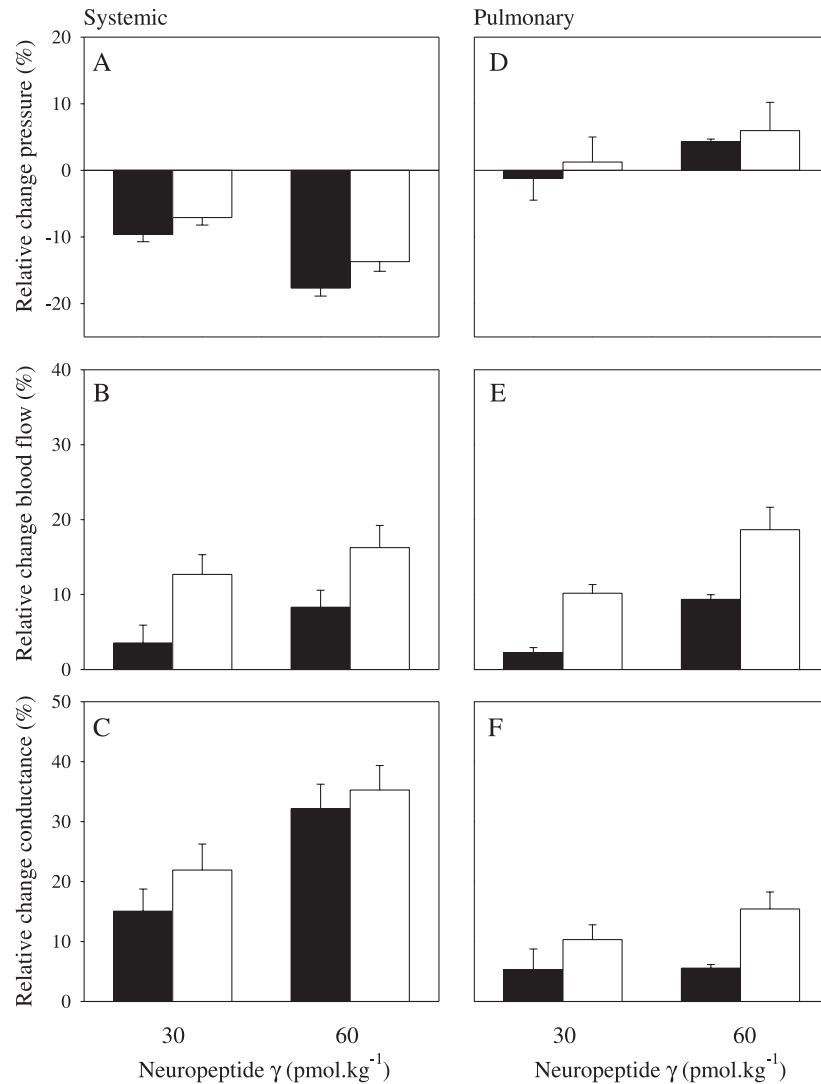 Systemic
Pulmonary
Relative change pressure (%)
20
10
0
-10
-20
A
D
Relative change blood flow (%)
40
30
20
10
0
B
E
Relative change conductance (%)
50
40
30
20
10
0
C
F
30
60
30
60
Neuropeptide γ (pmol.kg⁻¹)
Neuropeptide γ (pmol.kg⁻¹)